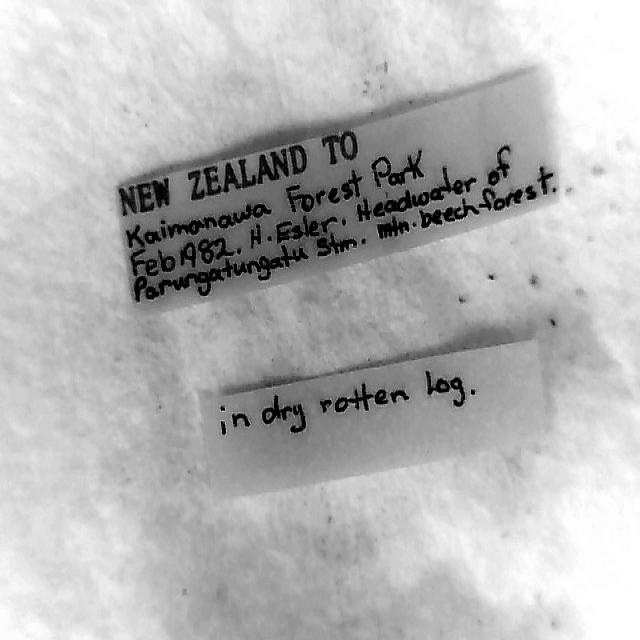 NEW ZEALAND TO
Kaimanawa Forest Park
Feb 1982. H. Esler. Headwater of
Parungatungatu Stm. mtn. beech forest.
in dry rotten log.